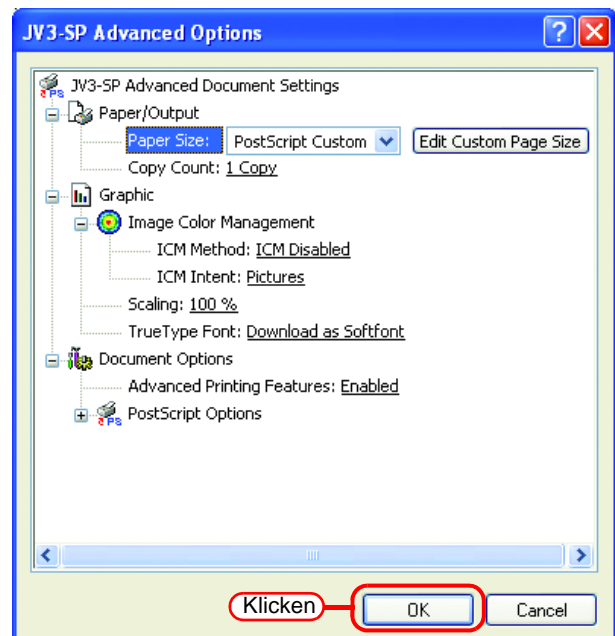 JV3-SP Advanced Options
JV3-SP Advanced Document Settings
Paper/Output
Paper Size: PostScript Custom Edit Custom Page Size
Copy Count: 1 Copy
Graphic
Image Color Management
ICM Method: ICM Disabled
ICM Intent: Pictures
Scaling: 100 %
TrueType Font: Download as Softfont
Document Options
Advanced Printing Features: Enabled
PostScript Options
Klicken OK Cancel